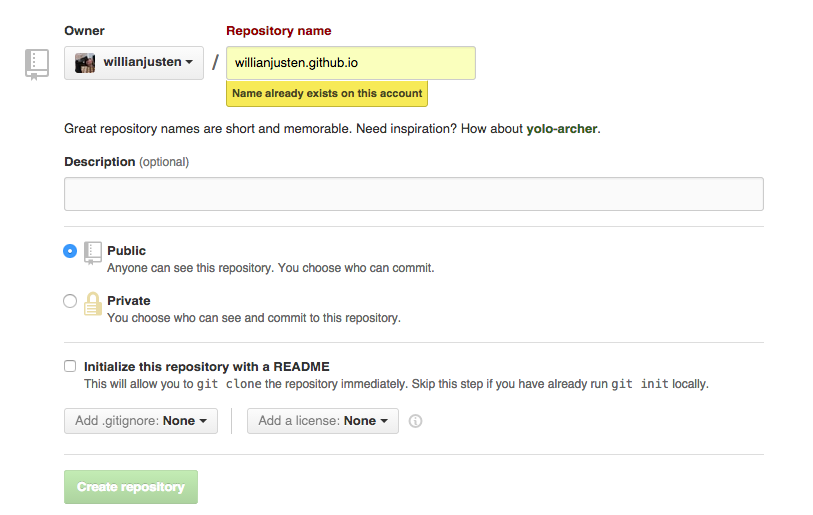 Owner Repository name
willianjusten / willianjusten.github.io
Name already exists on this account
Great repository names are short and memorable. Need inspiration? How about yolo-archer.
Description (optional)
Public
Anyone can see this repository. You choose who can commit.
Private
You choose who can see and commit to this repository.
Initialize this repository with a README
This will allow you to git clone the repository immediately. Skip this step if you have already run git init locally.
Add .gitignore: None Add a license: None
Create repository